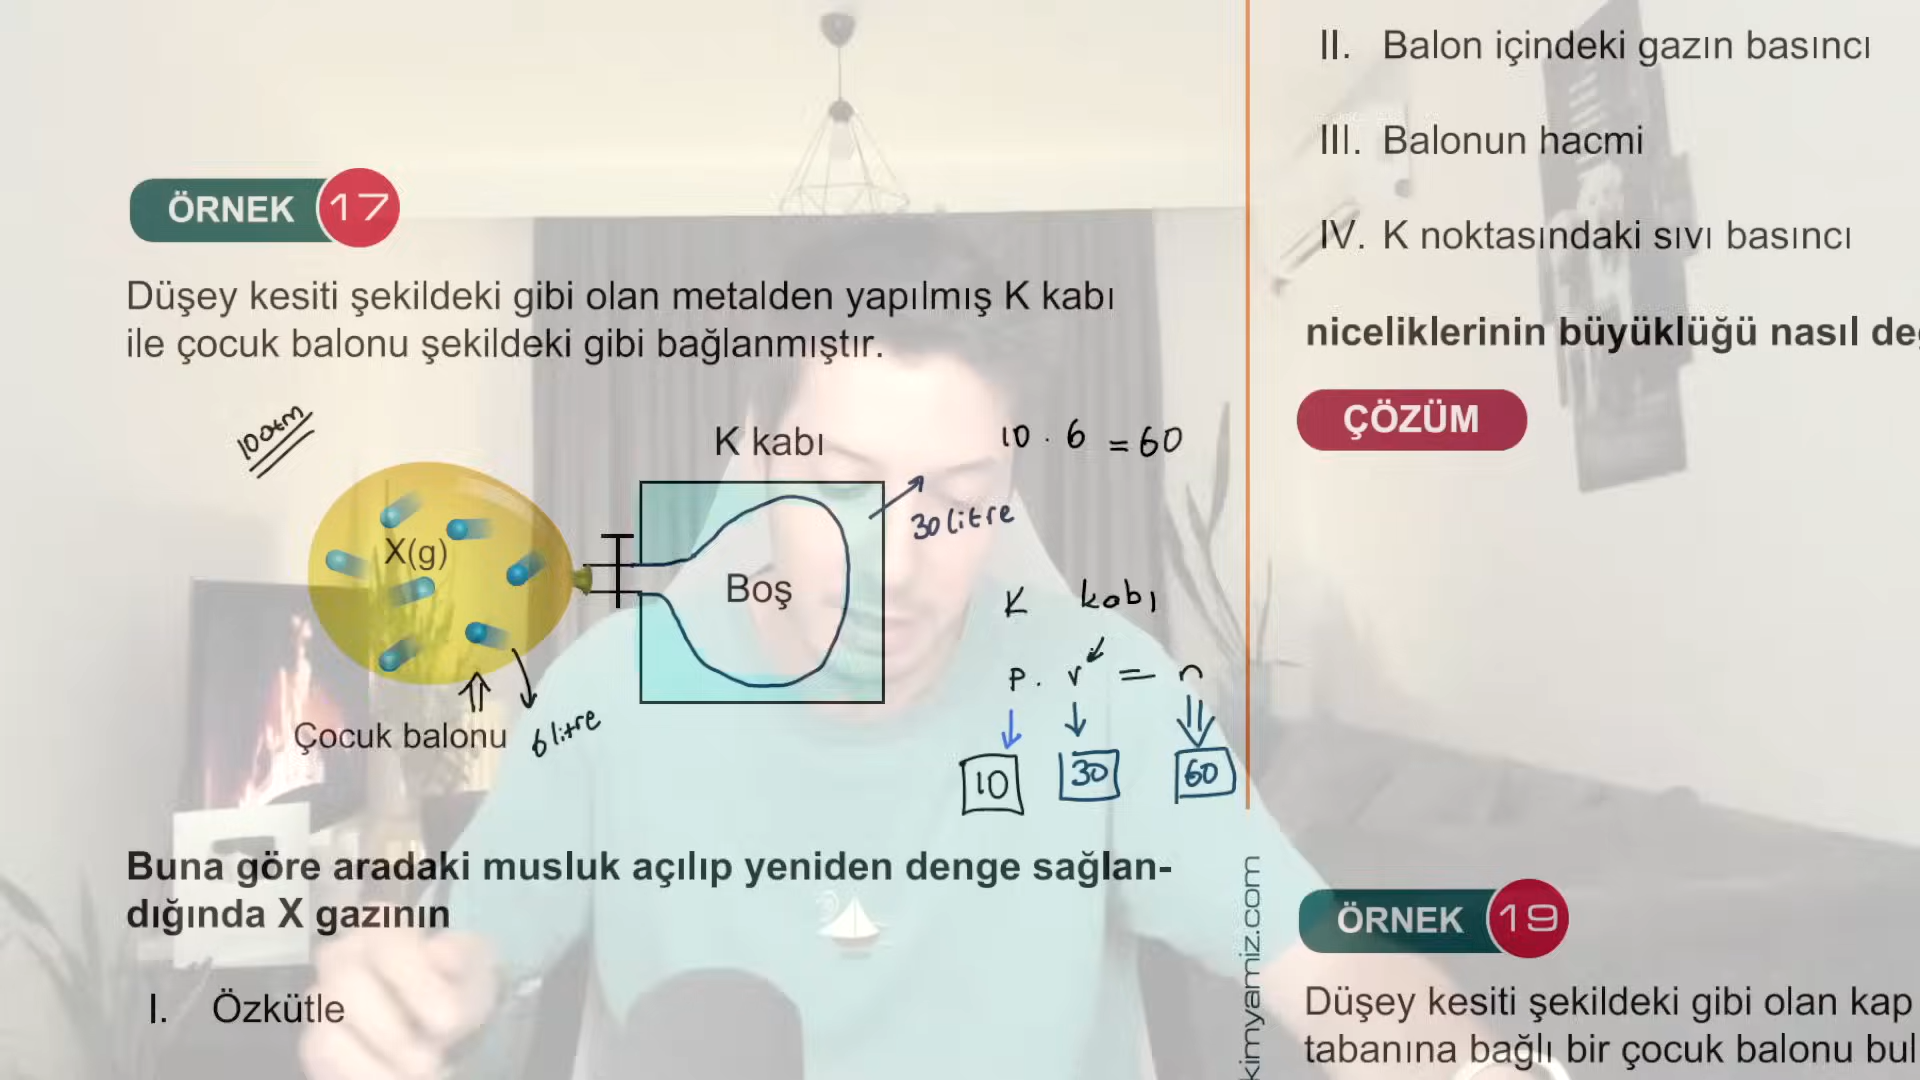 ÖRNEK 17
Düşey kesiti şekildeki gibi olan metalden yapılmış K kabı
ile çocuk balonu şekildeki gibi bağlanmıştır.
10atm
K kabı
10 . 6 = 60
X(g)
30 litre
Boş
K kabı
P . V = n
Çocuk balonu
6 litre
10 30 60
Buna göre aradaki musluk açılıp yeniden denge sağlan-
dığında X gazının
I. Özkütle
kimyamiz.com
II. Balon içindeki gazın basıncı
III. Balonun hacmi
IV. K noktasındaki sıvı basıncı
niceliklerinin büyüklüğü nasıl değ
ÇÖZÜM
ÖRNEK 19
Düşey kesiti şekildeki gibi olan kap
tabanına bağlı bir çocuk balonu bul